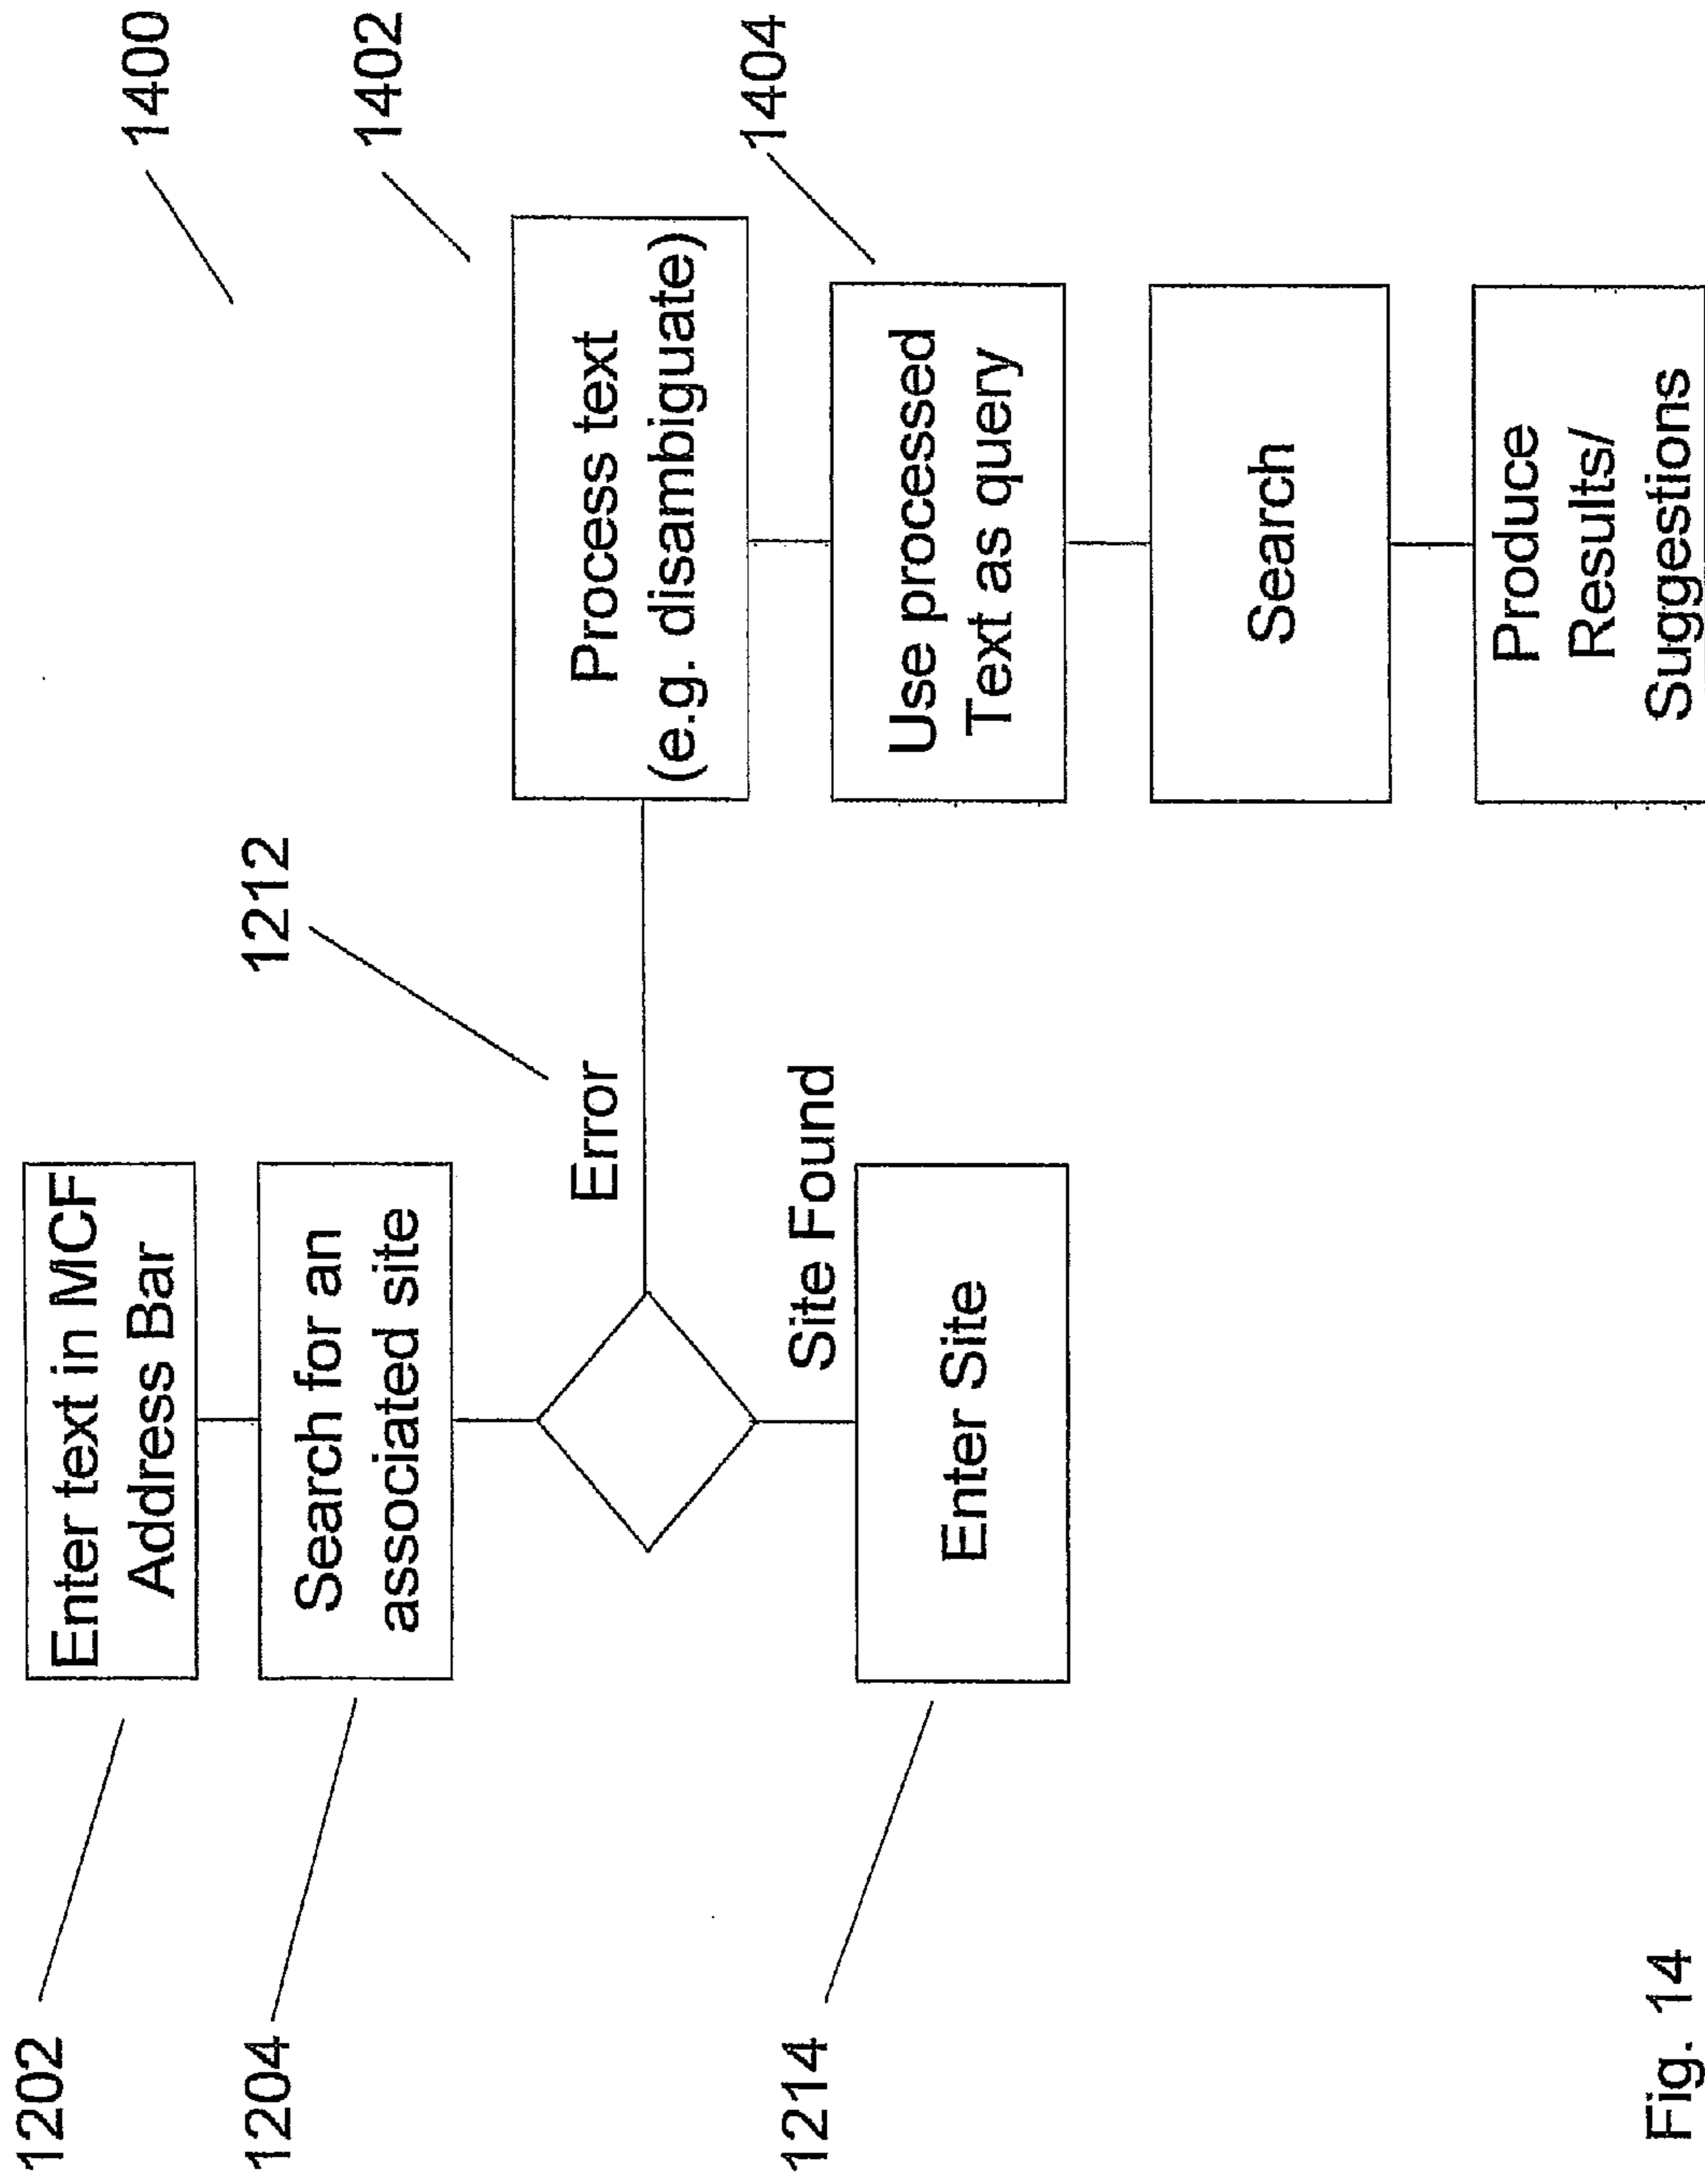 1400
1202
Enter text in MCF
Address Bar
1212
1402
1204
Search for an
associated site
Error
Process text
(e.g. disambiguate)
1404
Site Found
Use processed
Text as query
1214
Enter Site
Search
Produce
Results/
Suggestions
Fig. 14